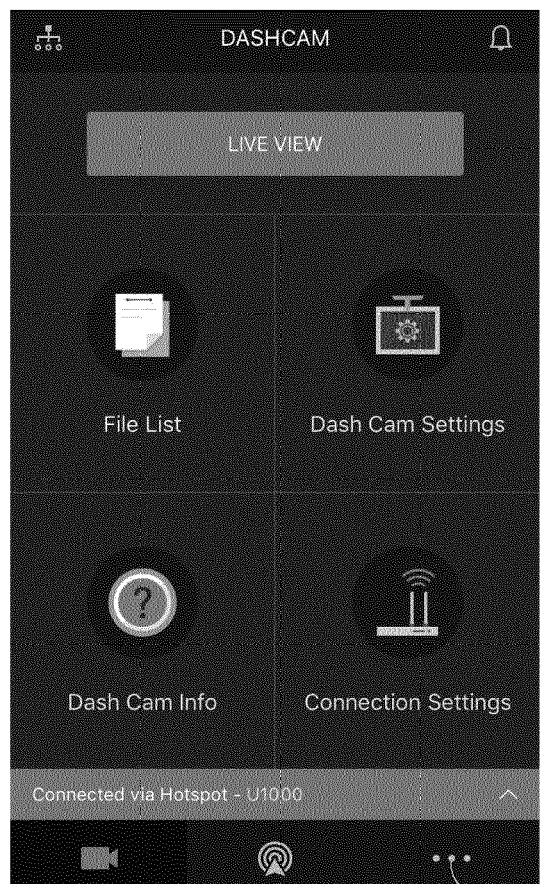 DASHCAM
LIVE VIEW
File List
Dash Cam Settings
?
Dash Cam Info
Connection Settings
Connected via Hotspot - U1000